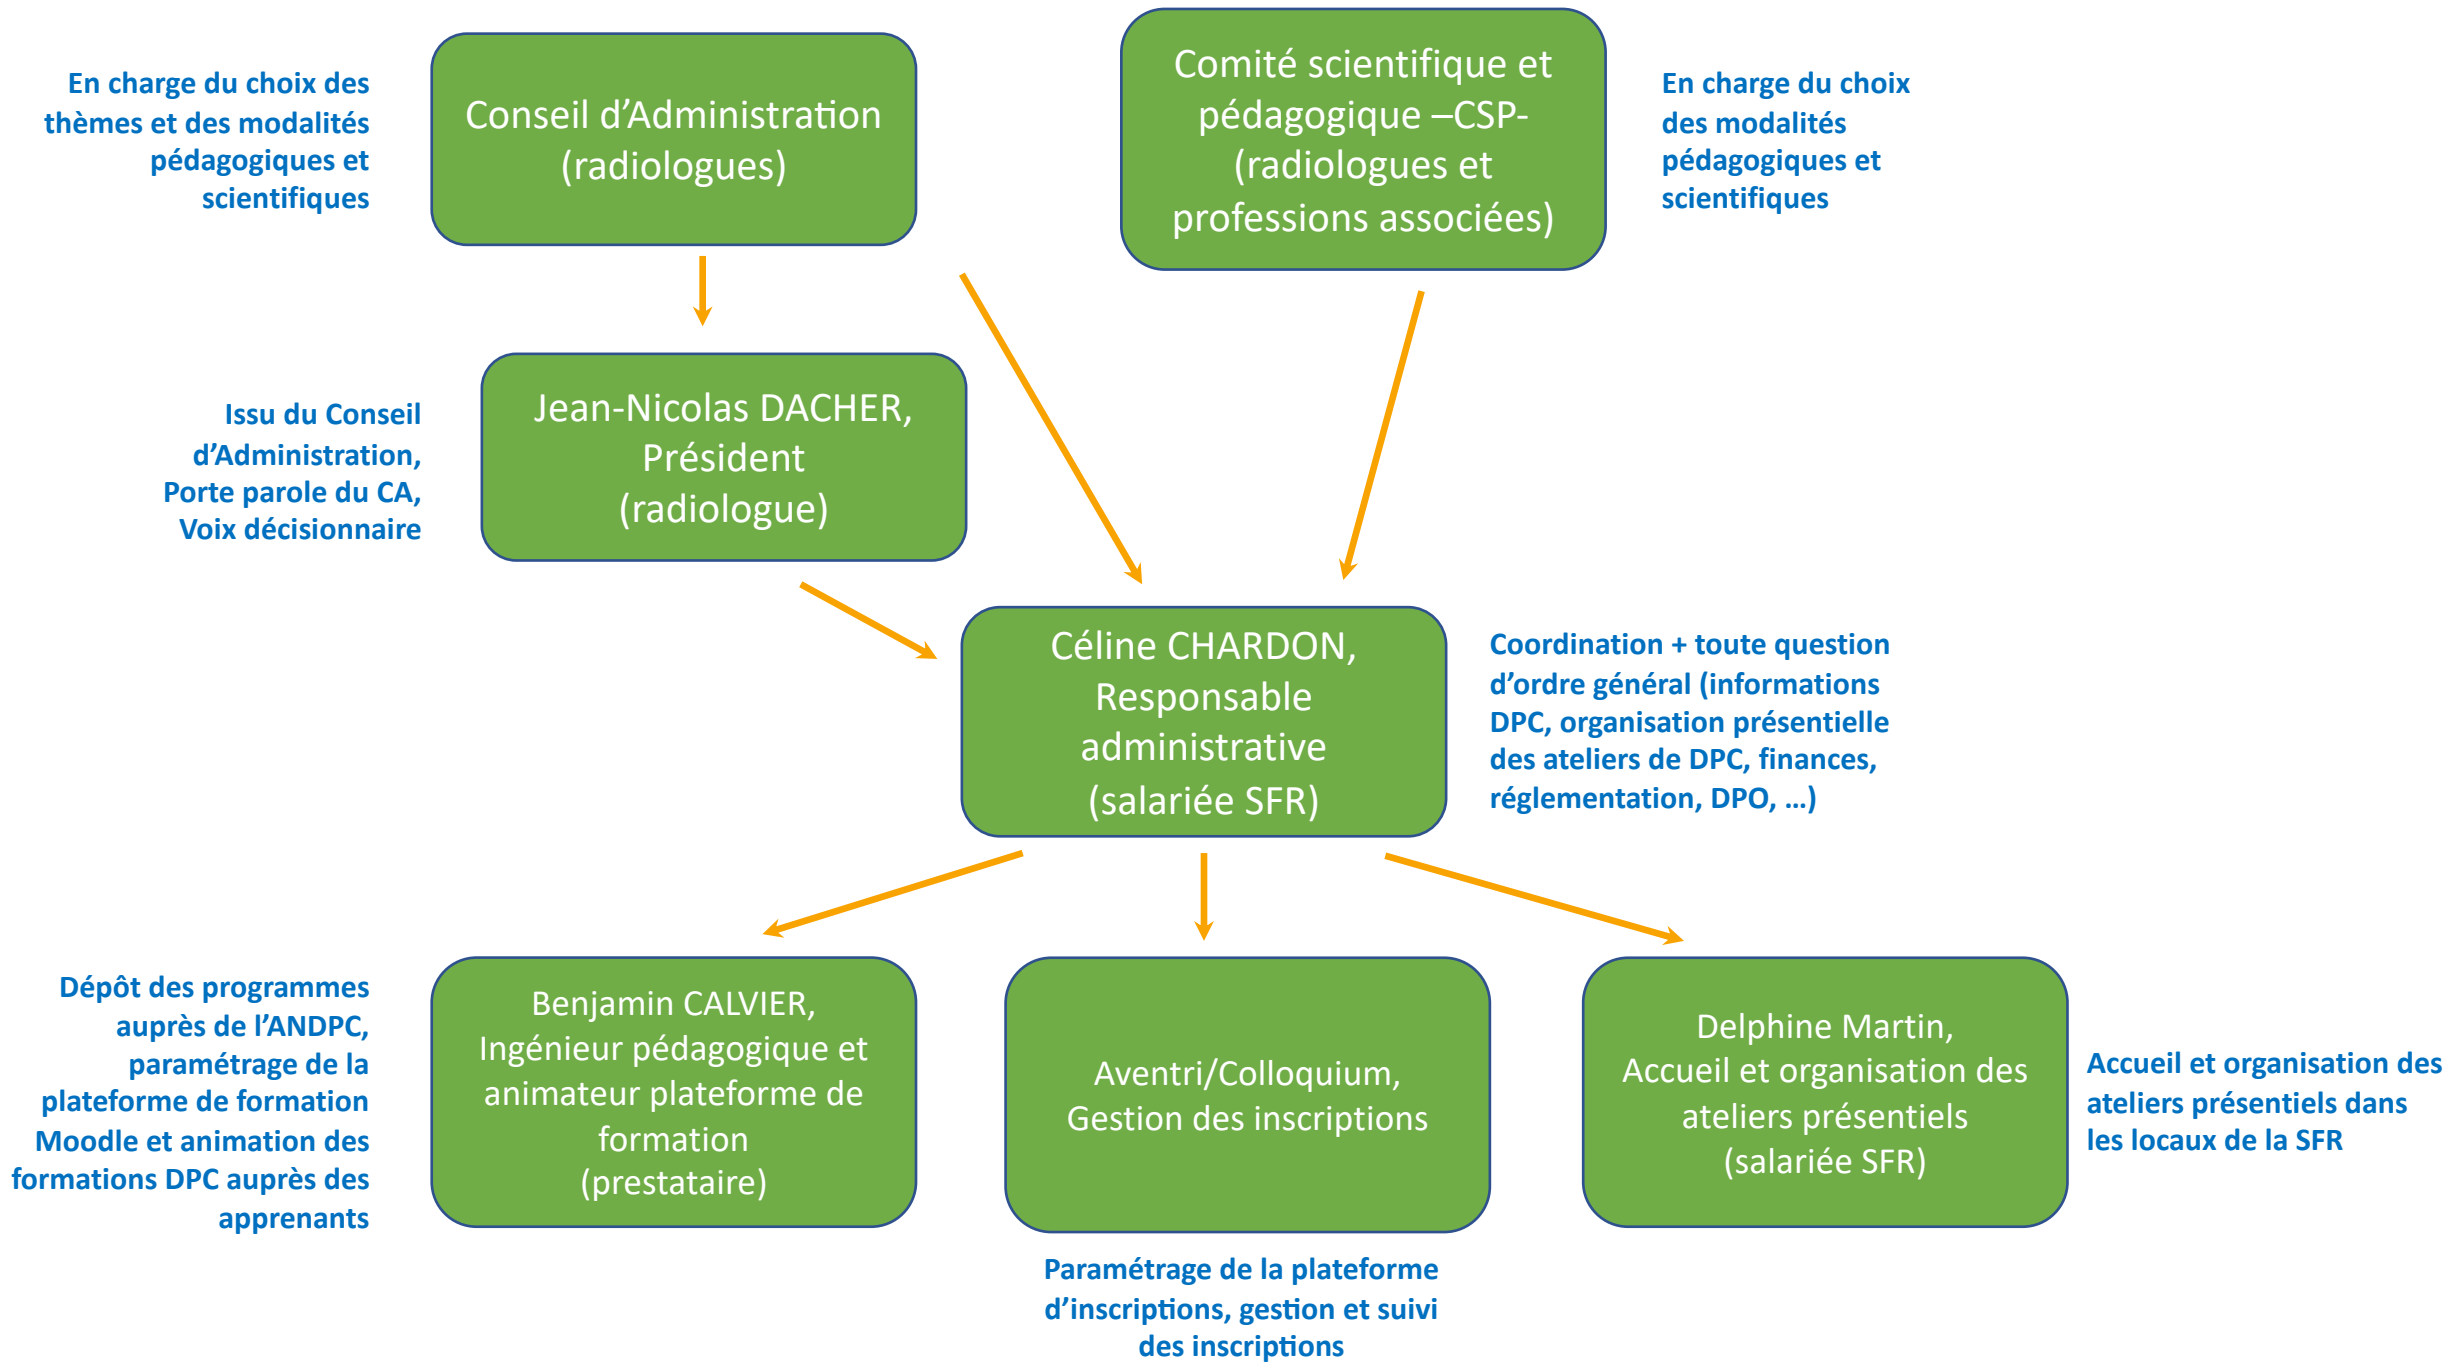 En charge du choix des
thèmes et des modalités
pédagogiques et
scientifiques
Conseil d’Administration
(radiologues)
Comité scientifique et
pédagogique –CSP-
(radiologues et
professions associées)
En charge du choix
des modalités
pédagogiques et
scientifiques
Issu du Conseil
d’Administration,
Porte parole du CA,
Voix décisionnaire
Jean-Nicolas DACHER,
Président
(radiologue)
Céline CHARDON,
Responsable
administrative
(salariée SFR)
Coordination + toute question
d’ordre général (informations
DPC, organisation présentielle
des ateliers de DPC, finances,
réglementation, DPO, …)
Dépôt des programmes
auprès de l’ANDPC,
paramétrage de la
plateforme de formation
Moodle et animation des
formations DPC auprès des
apprenants
Benjamin CALVIER,
Ingénieur pédagogique et
animateur plateforme de
formation
(prestataire)
Aventri/Colloquium,
Gestion des inscriptions
Paramétrage de la plateforme
d’inscriptions, gestion et suivi
des inscriptions
Delphine Martin,
Accueil et organisation des
ateliers présentiels
(salariée SFR)
Accueil et organisation des
ateliers présentiels dans
les locaux de la SFR